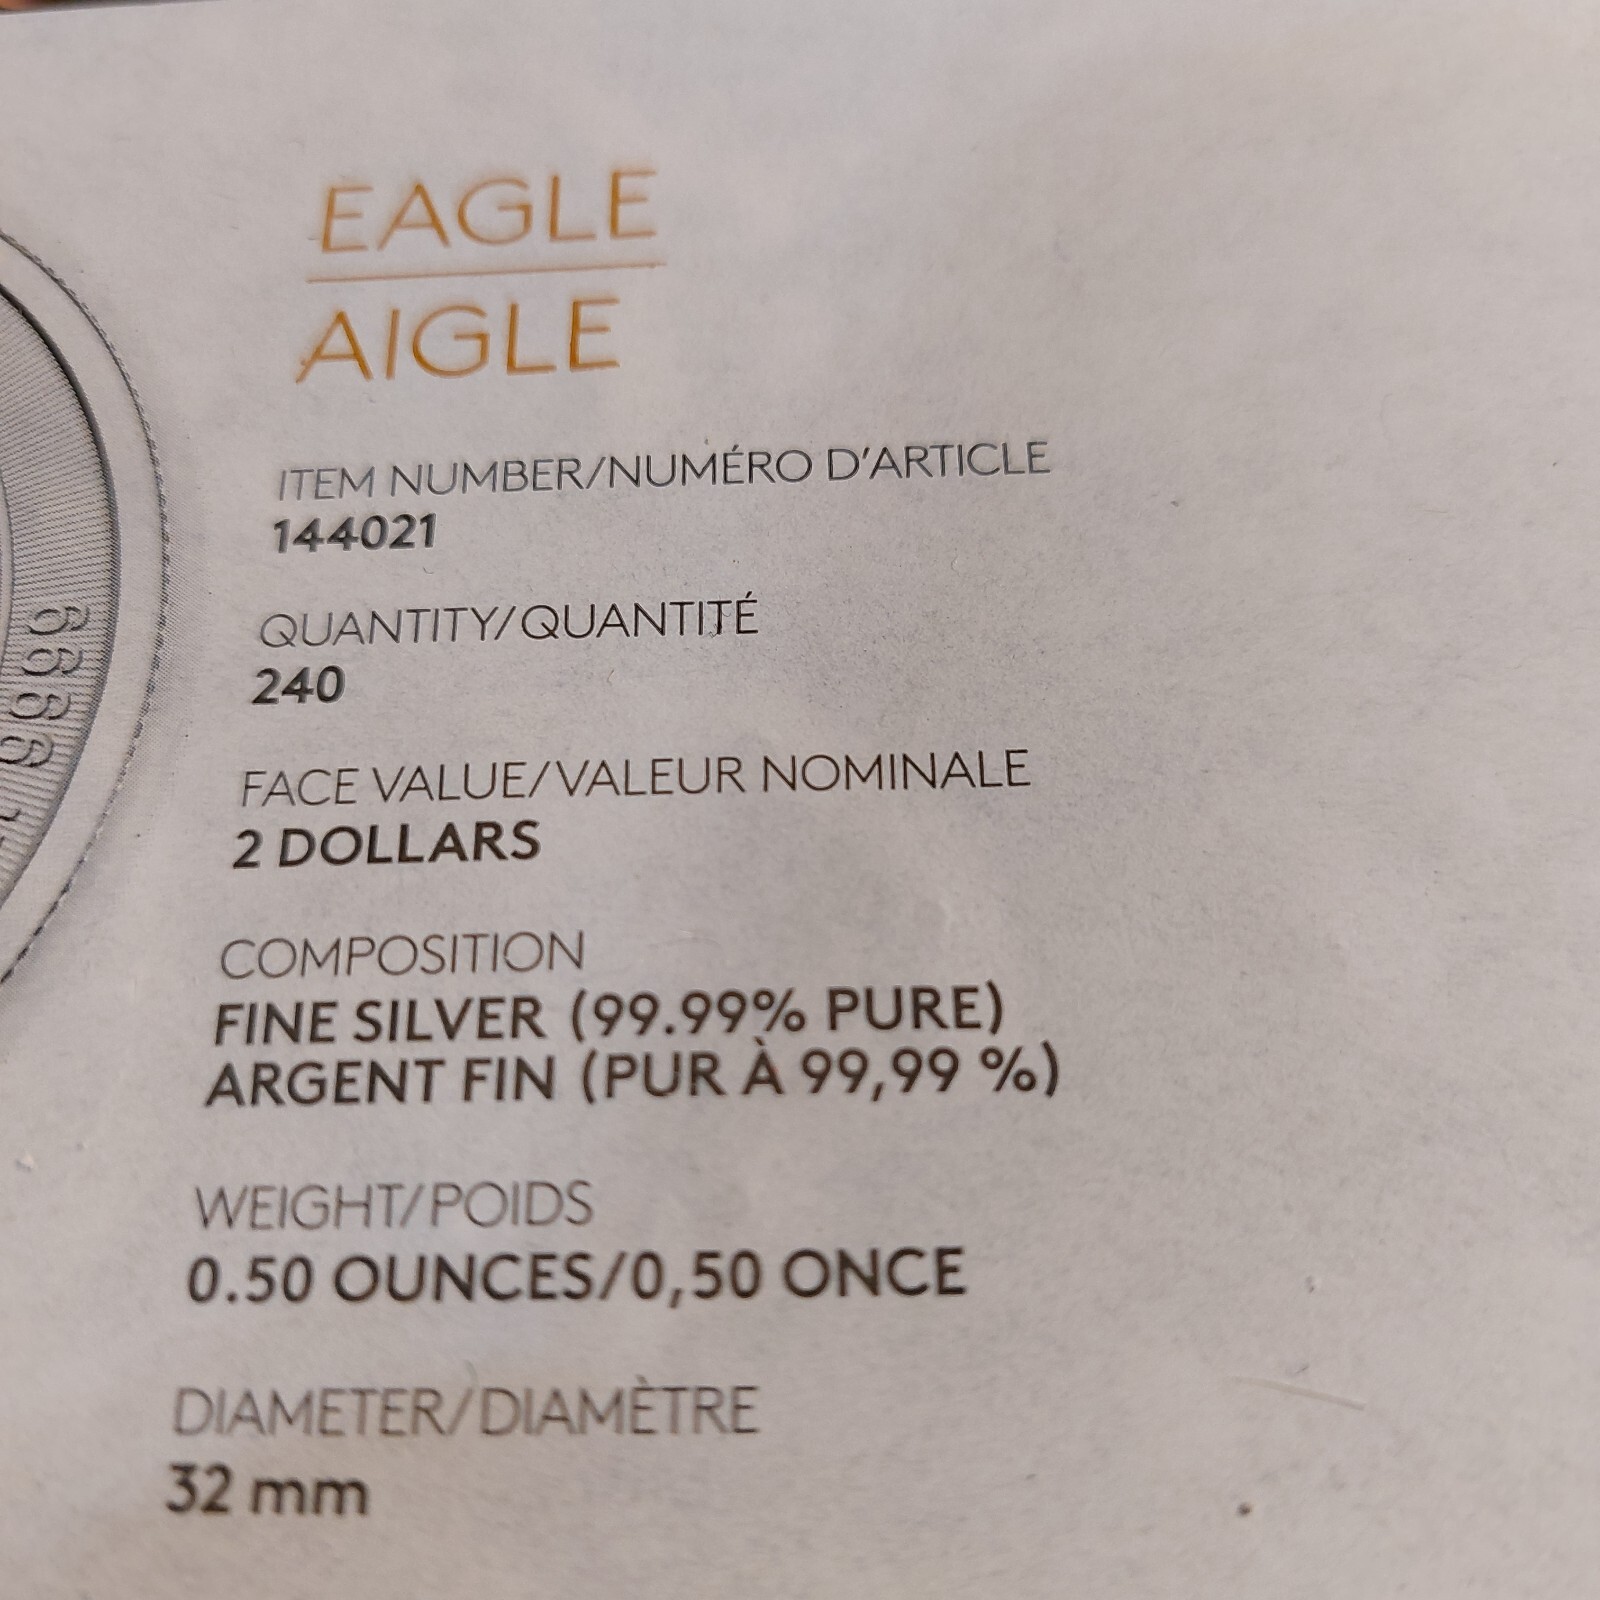 EAGLE
AIGLE
ITEM NUMBER/NUMÉRO D'ARTICLE
144021
QUANTITY/QUANTITÉ
240
FACE VALUE/VALEUR NOMINALE
2 DOLLARS
COMPOSITION
FINE SILVER (99.99% PURE)
ARGENT FIN (PUR À 99,99 %)
WEIGHT/POIDS
0.50 OUNCES/0,50 ONCE
DIAMETER/DIAMÈTRE
32 mm
9999